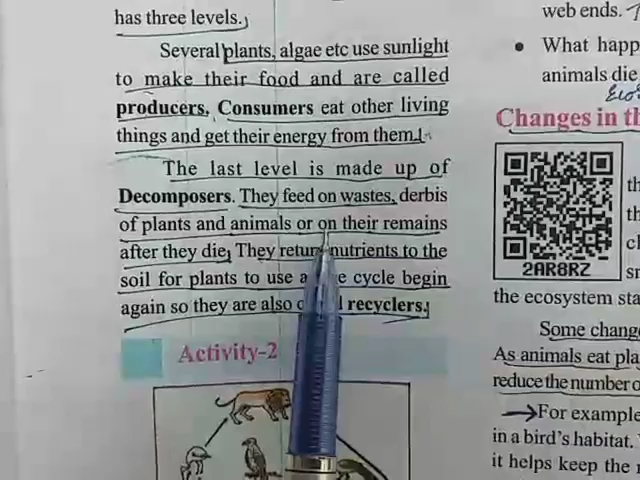 has three levels.
Several plants, algae etc use sunlight
to make their food and are called
producers. Consumers eat other living
things and get their energy from them.
The last level is made up of
Decomposers. They feed on wastes, derbis
of plants and animals or on their remains
after they die. They return nutrients to the
soil for plants to use a cycle begin
again so they are also recyclers.
Activity-2
web ends.
What happ
animals die
Changes in th
2AR8RZ
the ecosystem sta
Some chang
As animals eat pla
reduce the number o
For example
in a bird's habitat.
it helps keep the